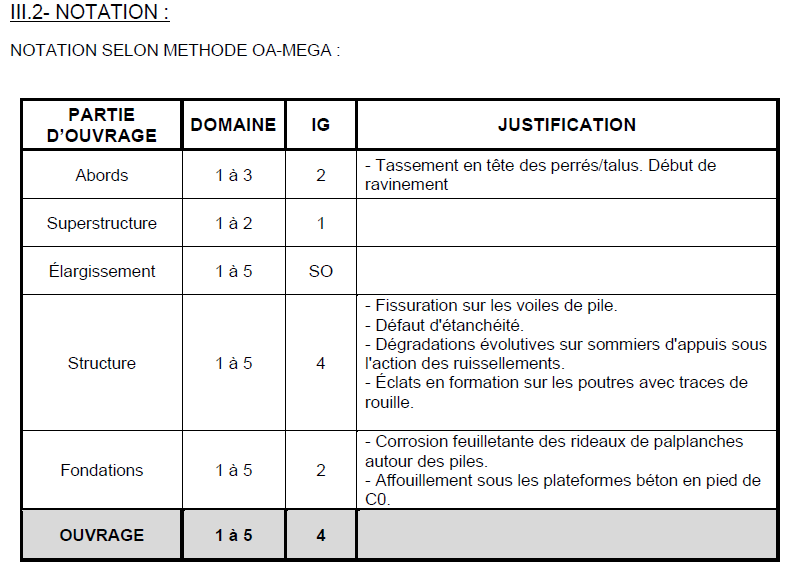 III.2- NOTATION :
NOTATION SELON METHODE OA-MEGA :
PARTIE
D’OUVRAGE
DOMAINE
IG
JUSTIFICATION
Abords
1 à 3
2
- Tassement en tête des perrés/talus. Début de
ravinement
Superstructure
1 à 2
1
Élargissement
1 à 5
SO
Structure
1 à 5
4
- Fissuration sur les voiles de pile.
- Défaut d'étanchéité.
- Dégradations évolutives sur sommiers d'appuis sous
l'action des ruissellements.
- Éclats en formation sur les poutres avec traces de
rouille.
Fondations
1 à 5
2
- Corrosion feuilletante des rideaux de palplanches
autour des piles.
- Affouillement sous les plateformes béton en pied de
C0.
OUVRAGE
1 à 5
4